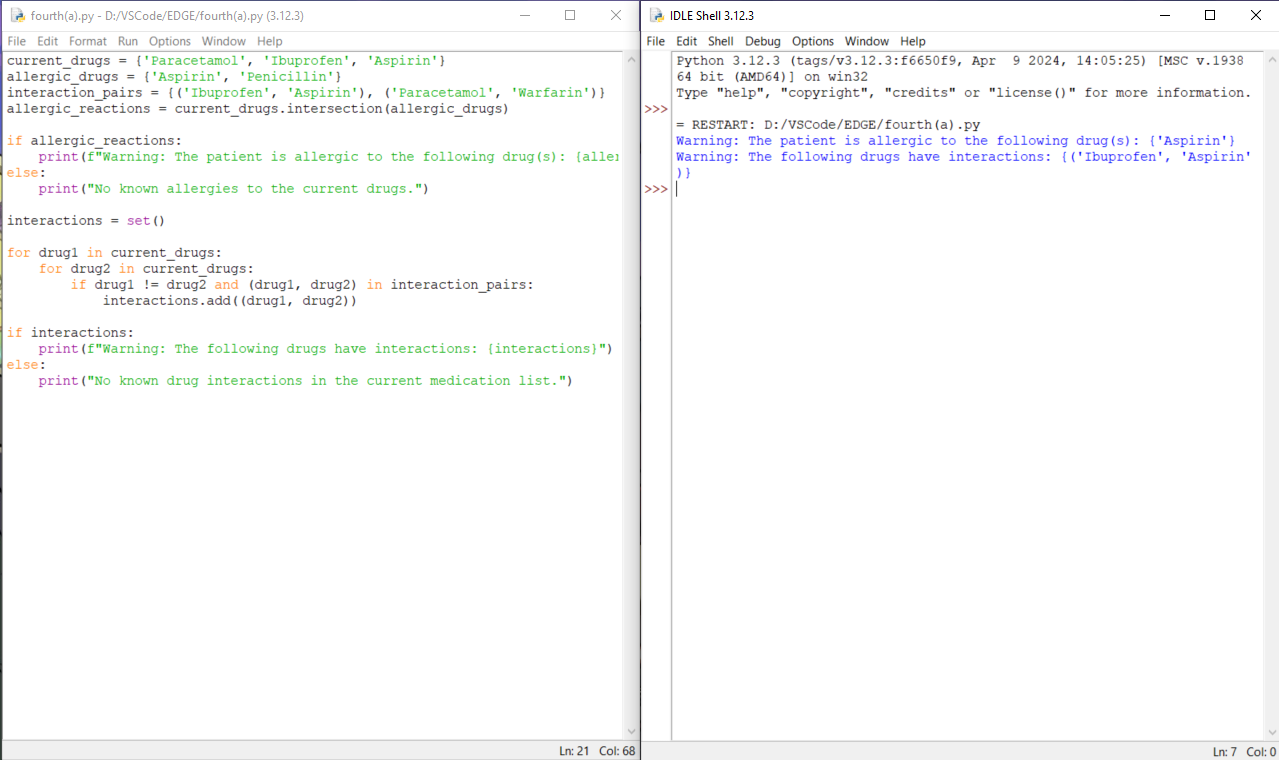 fourth(a).py - D:/VSCode/EDGE/fourth(a).py (3.12.3)
File Edit Format Run Options Window Help
current_drugs = {'Paracetamol', 'Ibuprofen', 'Aspirin'}
allergic_drugs = {'Aspirin', 'Penicillin'}
interaction_pairs = {('Ibuprofen', 'Aspirin'), ('Paracetamol', 'Warfarin')}
allergic_reactions = current_drugs.intersection(allergic_drugs)

if allergic_reactions:
    print(f"Warning: The patient is allergic to the following drug(s): {aller
else:
    print("No known allergies to the current drugs.")

interactions = set()

for drug1 in current_drugs:
    for drug2 in current_drugs:
        if drug1 != drug2 and (drug1, drug2) in interaction_pairs:
            interactions.add((drug1, drug2))

if interactions:
    print(f"Warning: The following drugs have interactions: {interactions}")
else:
    print("No known drug interactions in the current medication list.")
Ln: 21 Col: 68
IDLE Shell 3.12.3
File Edit Shell Debug Options Window Help
Python 3.12.3 (tags/v3.12.3:f6650f9, Apr  9 2024, 14:05:25) [MSC v.1938
64 bit (AMD64)] on win32
Type "help", "copyright", "credits" or "license()" for more information.
>>>
= RESTART: D:/VSCode/EDGE/fourth(a).py
Warning: The patient is allergic to the following drug(s): {'Aspirin'}
Warning: The following drugs have interactions: {('Ibuprofen', 'Aspirin'
)}
>>>
Ln: 7 Col: 0